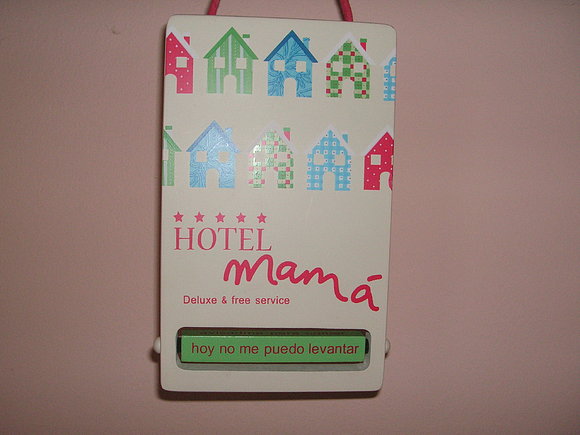 HOTEL
mamá
Deluxe & free service
hoy no me puedo levantar